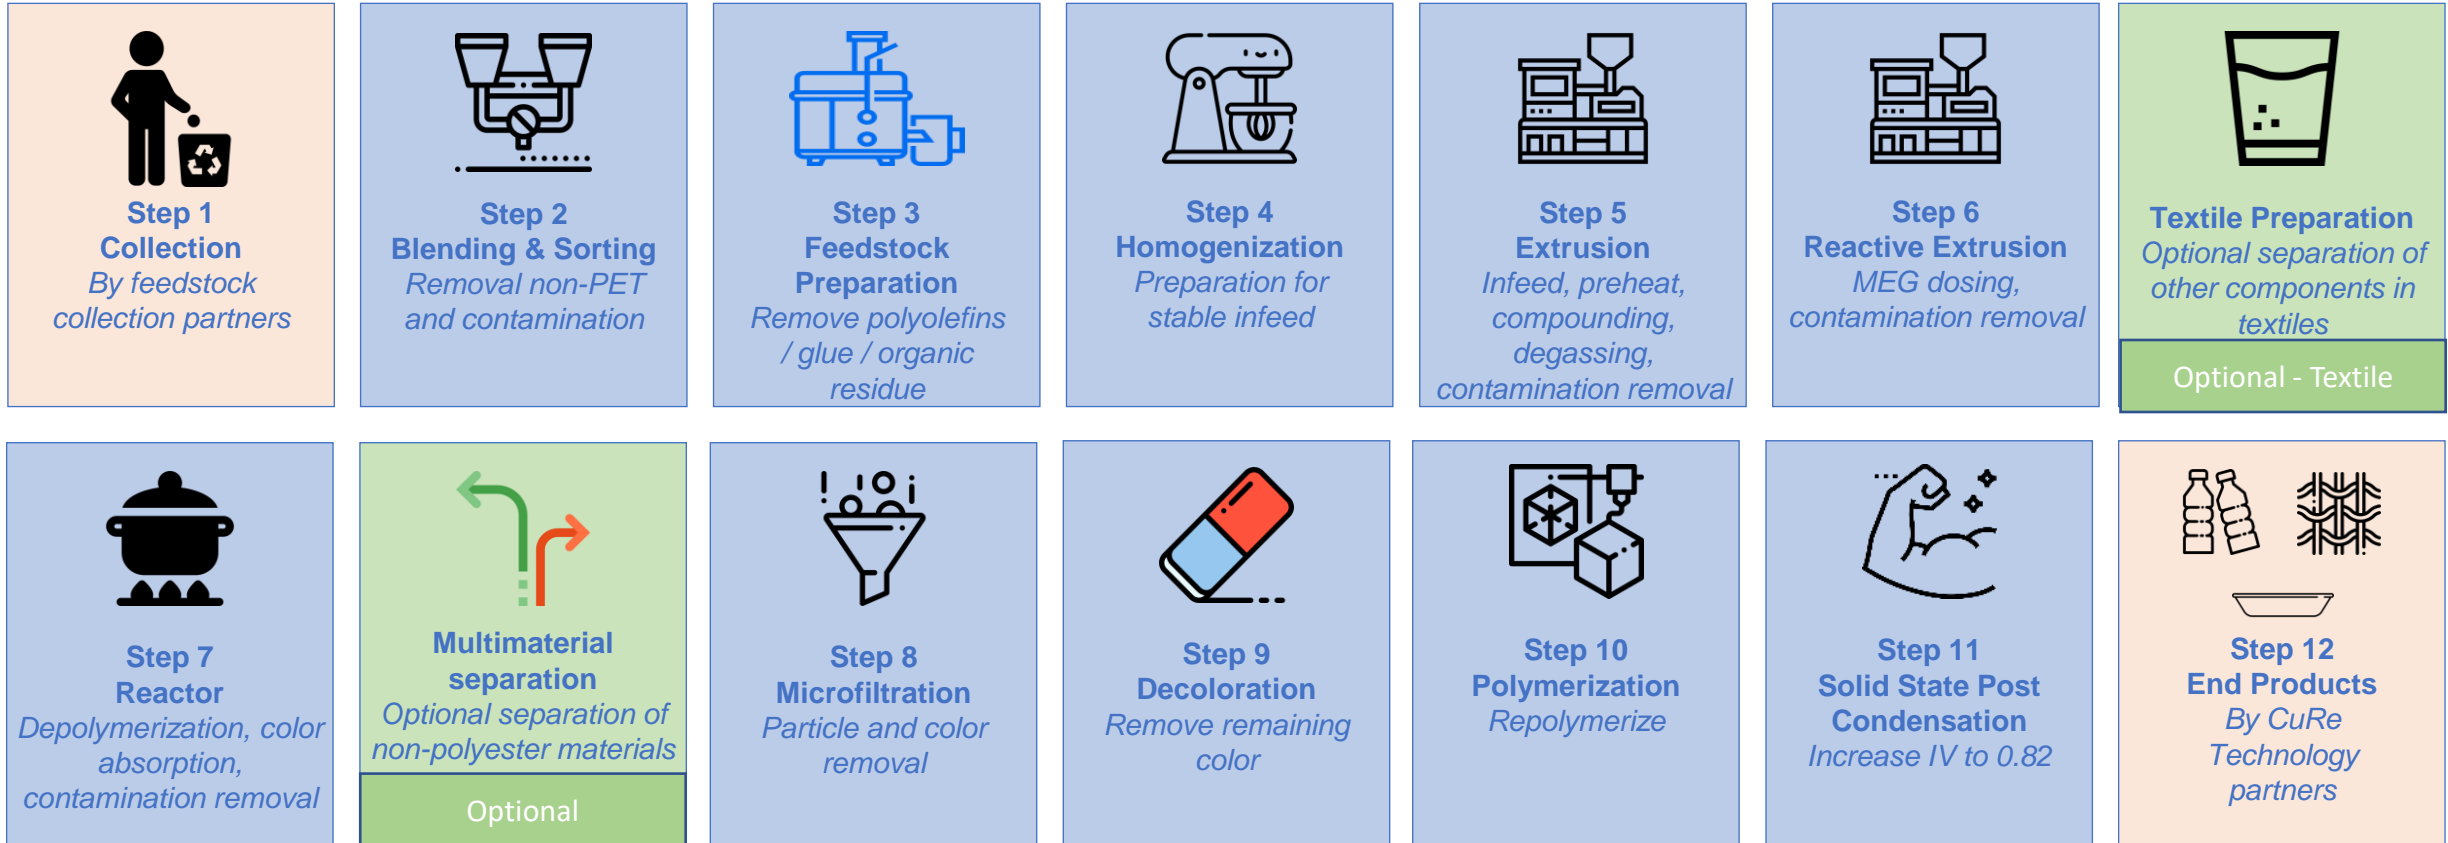 Step 1
Collection
By feedstock
collection partners
Step 2
Blending & Sorting
Removal non-PET
and contamination
Step 3
Feedstock
Preparation
Remove polyolefins
/ glue / organic
residue
Step 4
Homogenization
Preparation for
stable infeed
Step 5
Extrusion
Infeed, preheat,
compounding,
degassing,
contamination removal
Step 6
Reactive Extrusion
MEG dosing,
contamination removal
Textile Preparation
Optional separation of
other components in
textiles
Optional - Textile
Step 7
Reactor
Depolymerization, color
absorption,
contamination removal
Multimaterial
separation
Optional separation of
non-polyester materials
Optional
Step 8
Microfiltration
Particle and color
removal
Step 9
Decoloration
Remove remaining
color
Step 10
Polymerization
Repolymerize
Step 11
Solid State Post
Condensation
Increase IV to 0.82
Step 12
End Products
By CuRe
Technology
partners